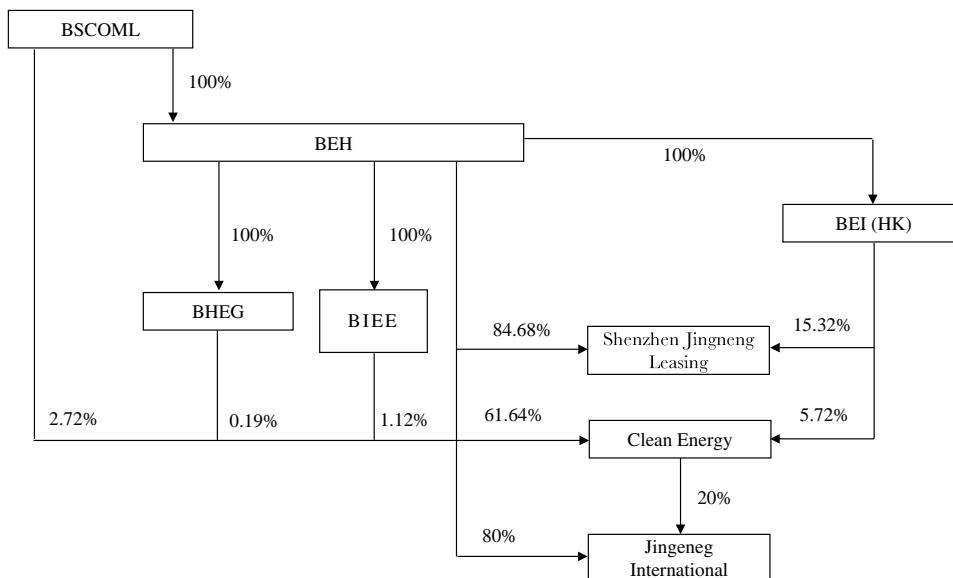 BSCOML
100%
BEH
100%
BEI (HK)
100%
100%
BHEG
BIEE
84.68%
Shenzhen Jingneng
Leasing
15.32%
2.72%
0.19%
1.12%
61.64%
Clean Energy
5.72%
20%
80%
Jingeneg
International